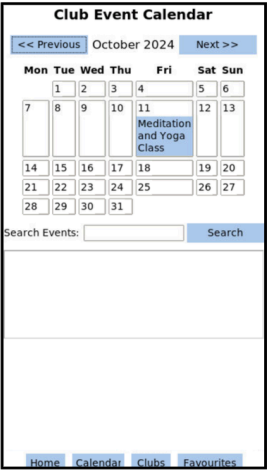 Club Event Calendar
<< Previous October 2024 Next >>
Mon Tue Wed Thu Fri Sat Sun
1 2 3 4 5 6
7 8 9 10 11 12 13
Meditation
and Yoga
Class
14 15 16 17 18 19 20
21 22 23 24 25 26 27
28 29 30 31
Search Events: Search
Home Calendar Clubs Favourites